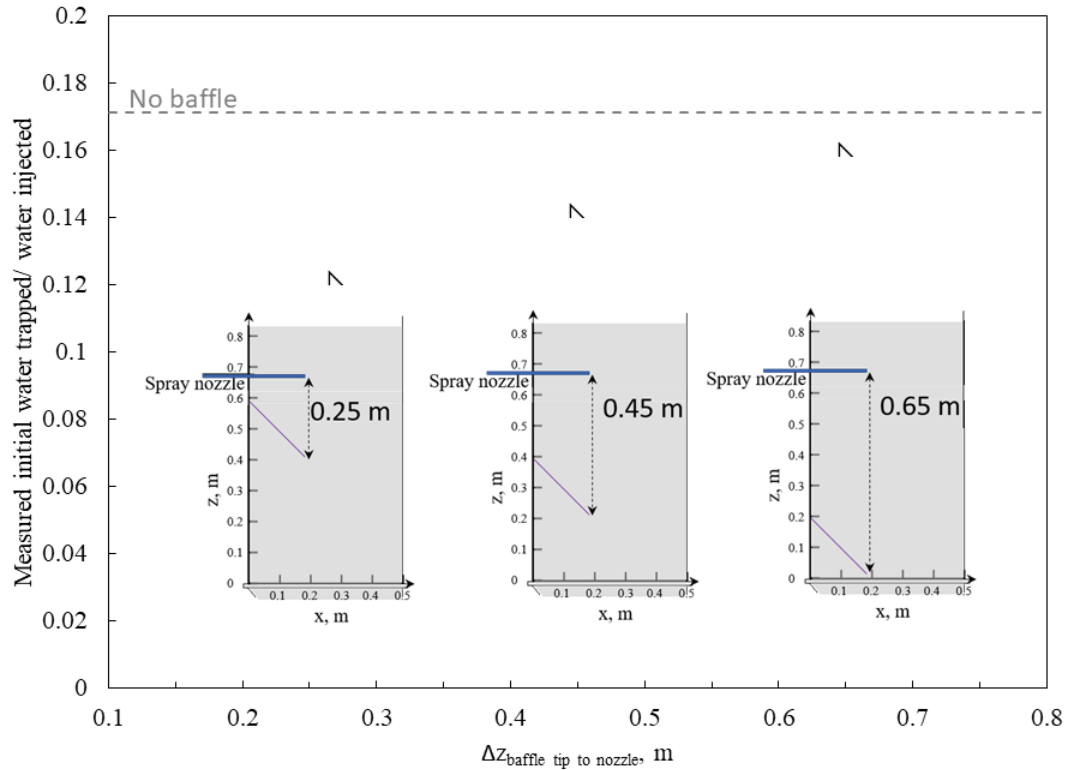 0.2
0.18
No baffle
0.16
0.14
0.12
0.1
0.08
0.06
0.04
0.02
0
Measured initial water trapped/ water injected
0.8
0.7
Spray nozzle
0.6
0.25 m
0.5
0.4
0.3
z, m
0.2
0.1
0
0.1 0.2 0.3 0.4 0.5
x, m
0.8
0.7
Spray nozzle
0.6
0.45 m
0.5
0.4
0.3
z, m
0.2
0.1
0
0.1 0.2 0.3 0.4 0.5
x, m
0.8
0.7
Spray nozzle
0.6
0.65 m
0.5
0.4
0.3
z, m
0.2
0.1
0
0.1 0.2 0.3 0.4 0.5
x, m
0.1 0.2 0.3 0.4 0.5 0.6 0.7 0.8
Δz baffle tip to nozzle, m